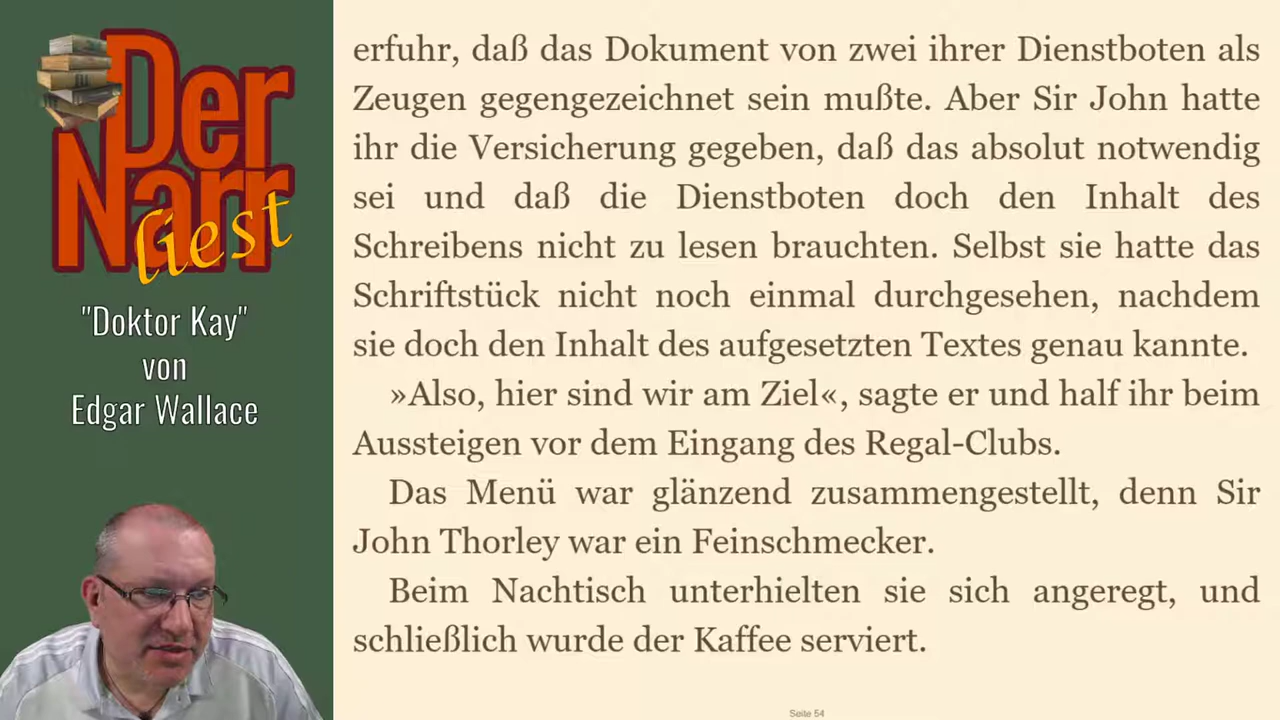 Der
Narr
liest
"Doktor Kay"
von
Edgar Wallace
erfuhr, daß das Dokument von zwei ihrer Dienstboten als
Zeugen gegengezeichnet sein mußte. Aber Sir John hatte
ihr die Versicherung gegeben, daß das absolut notwendig
sei und daß die Dienstboten doch den Inhalt des
Schreibens nicht zu lesen brauchten. Selbst sie hatte das
Schriftstück nicht noch einmal durchgesehen, nachdem
sie doch den Inhalt des aufgesetzten Textes genau kannte.
»Also, hier sind wir am Ziel«, sagte er und half ihr beim
Aussteigen vor dem Eingang des Regal-Clubs.
Das Menü war glänzend zusammengestellt, denn Sir
John Thorley war ein Feinschmecker.
Beim Nachtisch unterhielten sie sich angeregt, und
schließlich wurde der Kaffee serviert.
Seite 54